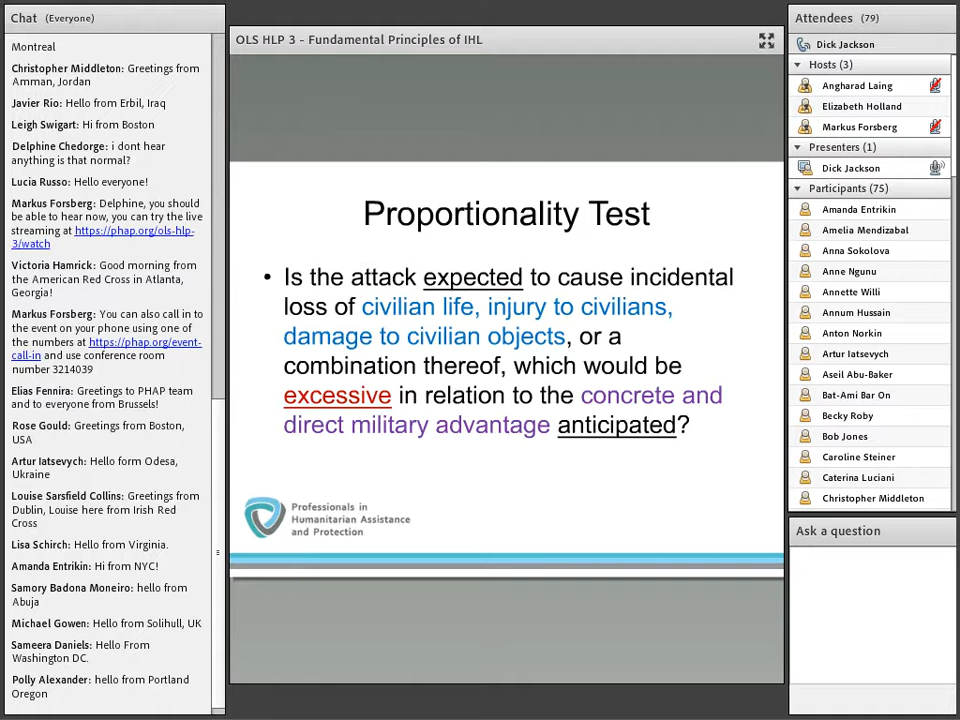 Chat (Everyone)
Montreal
Christopher Middleton: Greetings from
Amman, Jordan
Javier Rio: Hello from Erbil, Iraq
Leigh Swigart: Hi from Boston
Delphine Chedorge: i dont hear
anything is that normal?
Lucia Russo: Hello everyone!
Markus Forsberg: Delphine, you should
be able to hear now, you can try the live
streaming at https://phap.org/ols-hlp-
3/watch
Victoria Hamrick: Good morning from
the American Red Cross in Atlanta,
Georgia!
Markus Forsberg: You can also call in to
the event on your phone using one of
the numbers at https://phap.org/event-
call-in and use conference room
number 3214039
Elias Fennira: Greetings to PHAP team
and to everyone from Brussels!
Rose Gould: Greetings from Boston,
USA
Artur Iatsevych: Hello form Odesa,
Ukraine
Louise Sarsfield Collins: Greetings from
Dublin, Louise here from Irish Red
Cross
Lisa Schirch: Hello from Virginia.
Amanda Entrikin: Hi from NYC!
Samory Badona Moneiro: hello from
Abuja
Michael Gowen: Hello from Solihull, UK
Sameera Daniels: Hello From
Washington DC.
Polly Alexander: hello from Portland
Oregon
OLS HLP 3 - Fundamental Principles of IHL
Proportionality Test
• Is the attack expected to cause incidental
loss of civilian life, injury to civilians,
damage to civilian objects, or a
combination thereof, which would be
excessive in relation to the concrete and
direct military advantage anticipated?
Professionals in
Humanitarian Assistance
and Protection
Attendees (79)
Dick Jackson
Hosts (3)
Angharad Laing
Elizabeth Holland
Markus Forsberg
Presenters (1)
Dick Jackson
Participants (75)
Amanda Entrikin
Amelia Mendizabal
Anna Sokolova
Anne Ngunu
Annette Willi
Annum Hussain
Anton Norkin
Artur Iatsevych
Aseil Abu-Baker
Bat-Ami Bar On
Becky Roby
Bob Jones
Caroline Steiner
Caterina Luciani
Christopher Middleton
Ask a question